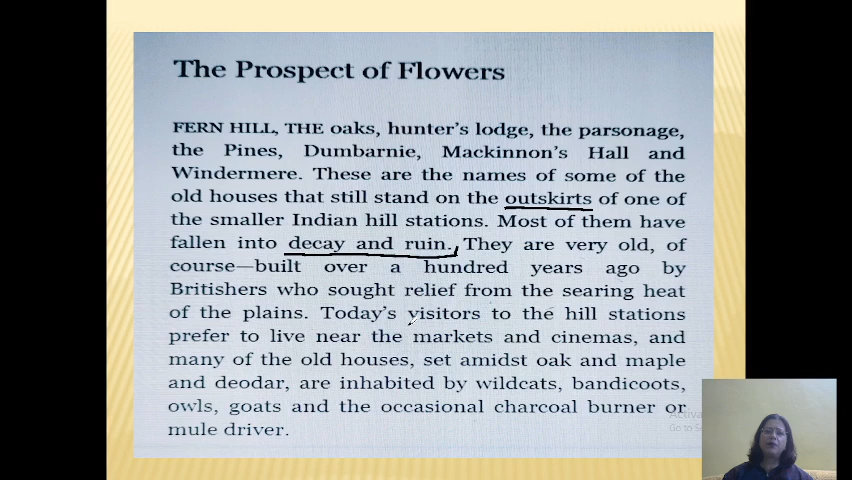 The Prospect of Flowers
FERN HILL, THE oaks, hunter's lodge, the parsonage,
the Pines, Dumbarnie, Mackinnon's Hall and
Windermere. These are the names of some of the
old houses that still stand on the outskirts of one of
the smaller Indian hill stations. Most of them have
fallen into decay and ruin. They are very old, of
course—built over a hundred years ago by
Britishers who sought relief from the searing heat
of the plains. Today's visitors to the hill stations
prefer to live near the markets and cinemas, and
many of the old houses, set amidst oak and maple
and deodar, are inhabited by wildcats, bandicoots,
owls, goats and the occasional charcoal burner or
mule driver.
Go to